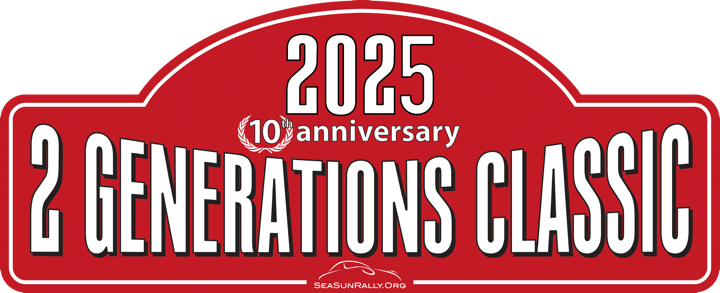 2025
10th anniversary
2 GENERATIONS CLASSIC
SEASUNRALLY.ORG